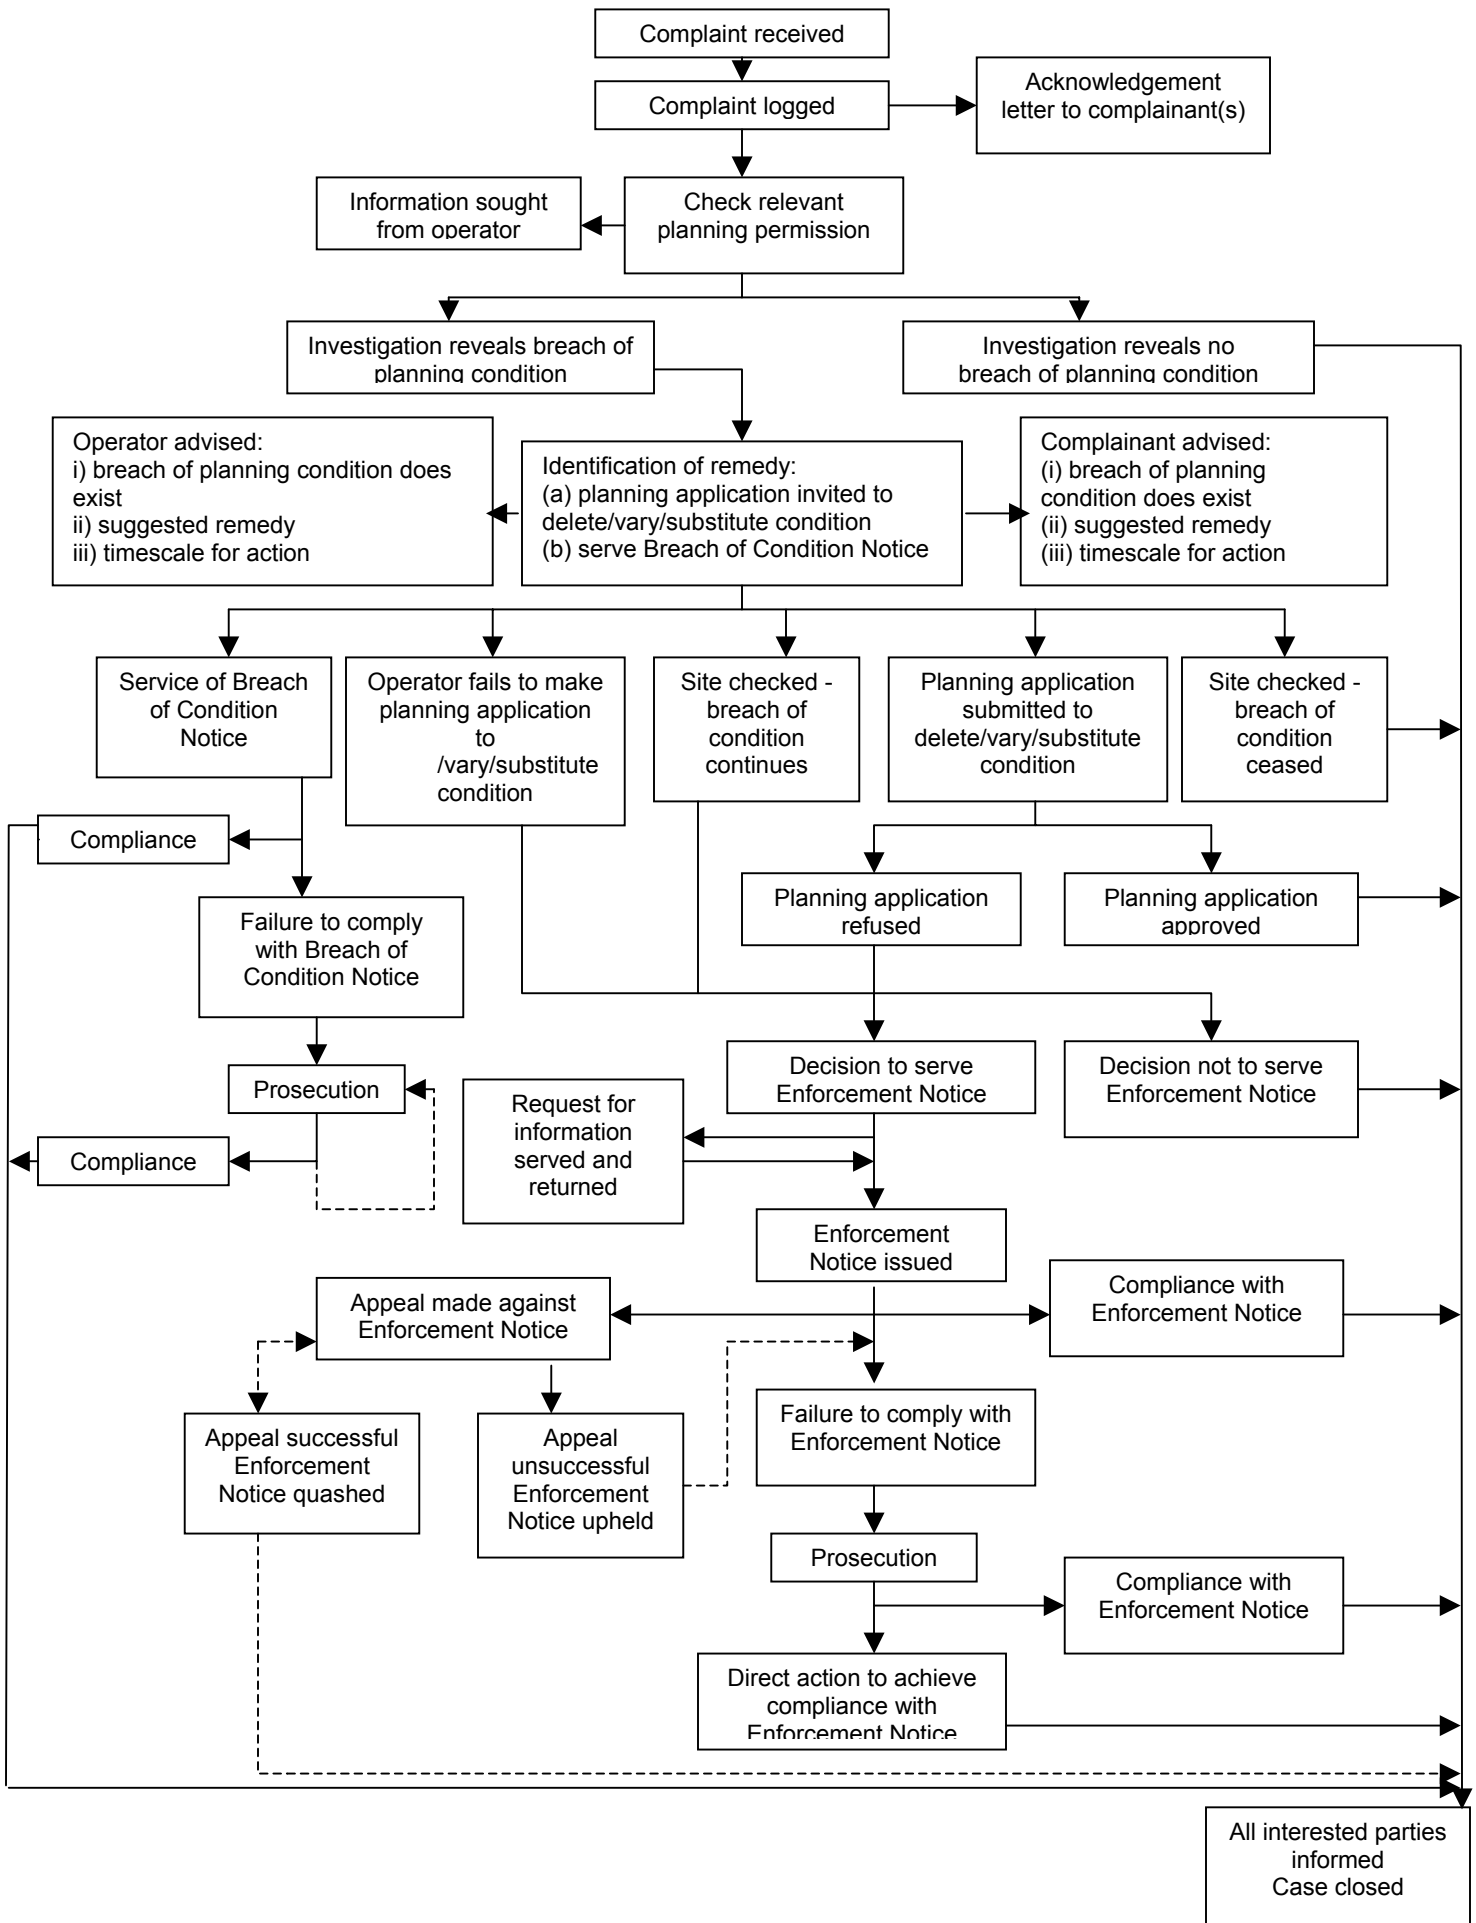 Complaint received
Complaint logged
Acknowledgement
letter to complainant(s)
Information sought
from operator
Check relevant
planning permission
Investigation reveals breach of
planning condition
Investigation reveals no
breach of planning condition
Operator advised:
i) breach of planning condition does
exist
ii) suggested remedy
iii) timescale for action
Identification of remedy:
(a) planning application invited to
delete/vary/substitute condition
(b) serve Breach of Condition Notice
Complainant advised:
(i) breach of planning
condition does exist
(ii) suggested remedy
(iii) timescale for action
Service of Breach
of Condition
Notice
Operator fails to make
planning application
to
/vary/substitute
condition
Site checked -
breach of
condition
continues
Planning application
submitted to
delete/vary/substitute
condition
Site checked -
breach of
condition
ceased
Compliance
Planning application
refused
Planning application
approved
Failure to comply
with Breach of
Condition Notice
Decision to serve
Enforcement Notice
Decision not to serve
Enforcement Notice
Prosecution
Request for
information
served and
returned
Compliance
Enforcement
Notice issued
Appeal made against
Enforcement Notice
Compliance with
Enforcement Notice
Appeal successful
Enforcement
Notice quashed
Appeal
unsuccessful
Enforcement
Notice upheld
Failure to comply with
Enforcement Notice
Prosecution
Compliance with
Enforcement Notice
Direct action to achieve
compliance with
Enforcement Notice
All interested parties
informed
Case closed